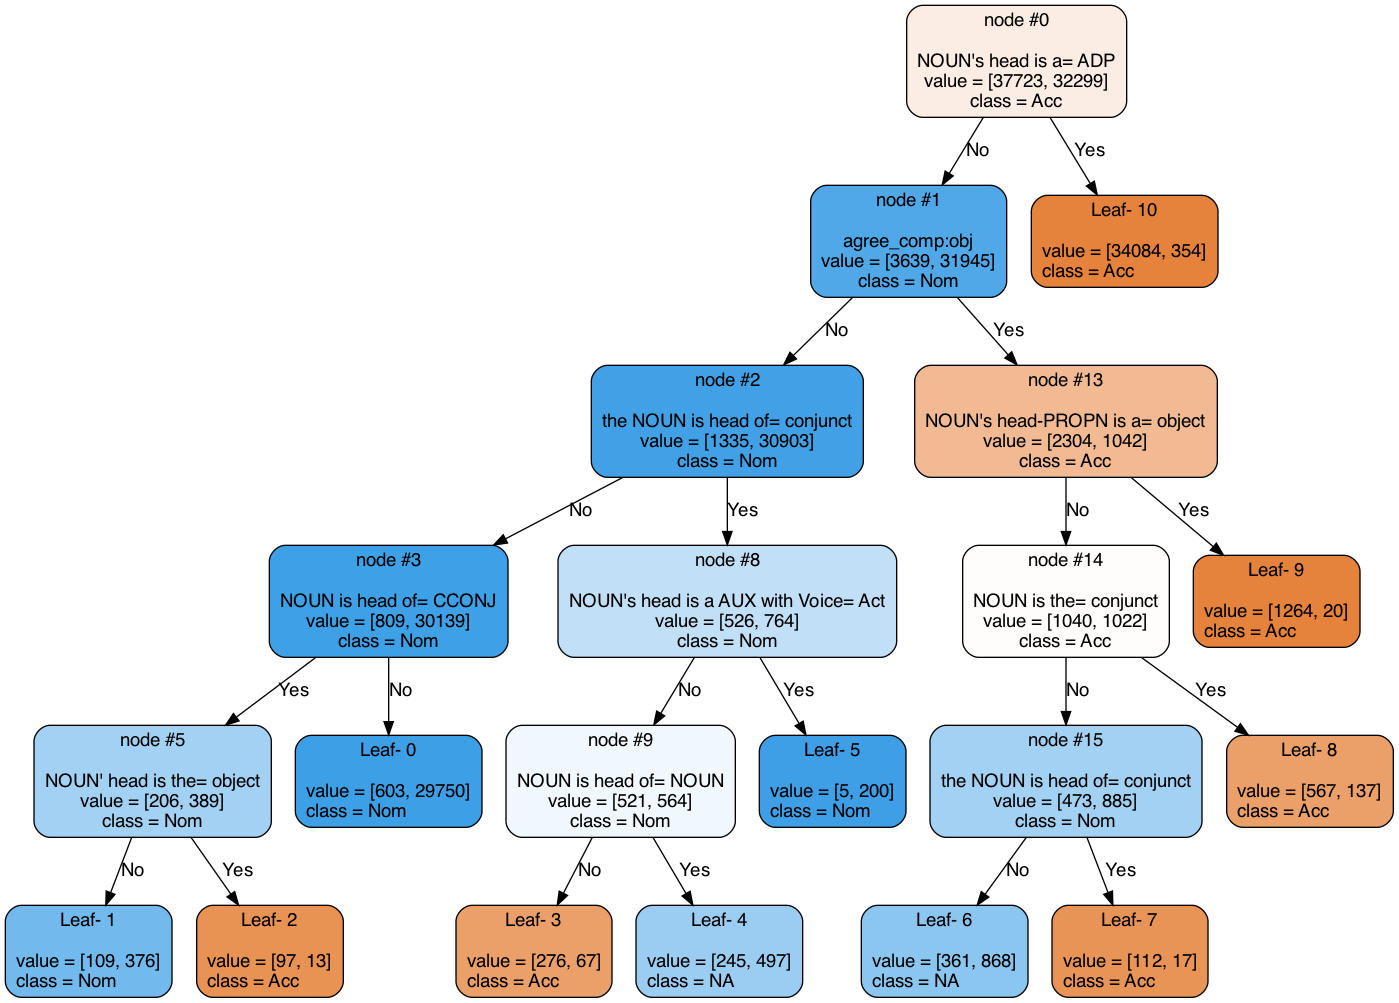 node #0
NOUN's head is a= ADP
value = [37723, 32299]
class = Acc
No
Yes
node #1
agree_comp:obj
value = [3639, 31945]
class = Nom
Leaf- 10
value = [34084, 354]
class = Acc
No
Yes
node #2
the NOUN is head of= conjunct
value = [1335, 30903]
class = Nom
node #13
NOUN's head-PROPN is a= object
value = [2304, 1042]
class = Acc
No
Yes
No
Yes
node #3
NOUN is head of= CCONJ
value = [809, 30139]
class = Nom
node #8
NOUN's head is a AUX with Voice= Act
value = [526, 764]
class = Nom
node #14
NOUN is the= conjunct
value = [1040, 1022]
class = Acc
Leaf- 9
value = [1264, 20]
class = Acc
Yes
No
No
Yes
No
Yes
node #5
NOUN' head is the= object
value = [206, 389]
class = Nom
Leaf- 0
value = [603, 29750]
class = Nom
node #9
NOUN is head of= NOUN
value = [521, 564]
class = Nom
Leaf- 5
value = [5, 200]
class = Nom
node #15
the NOUN is head of= conjunct
value = [473, 885]
class = Nom
Leaf- 8
value = [567, 137]
class = Acc
No
Yes
No
Yes
No
Yes
Leaf- 1
value = [109, 376]
class = Nom
Leaf- 2
value = [97, 13]
class = Acc
Leaf- 3
value = [276, 67]
class = Acc
Leaf- 4
value = [245, 497]
class = NA
Leaf- 6
value = [361, 868]
class = NA
Leaf- 7
value = [112, 17]
class = Acc